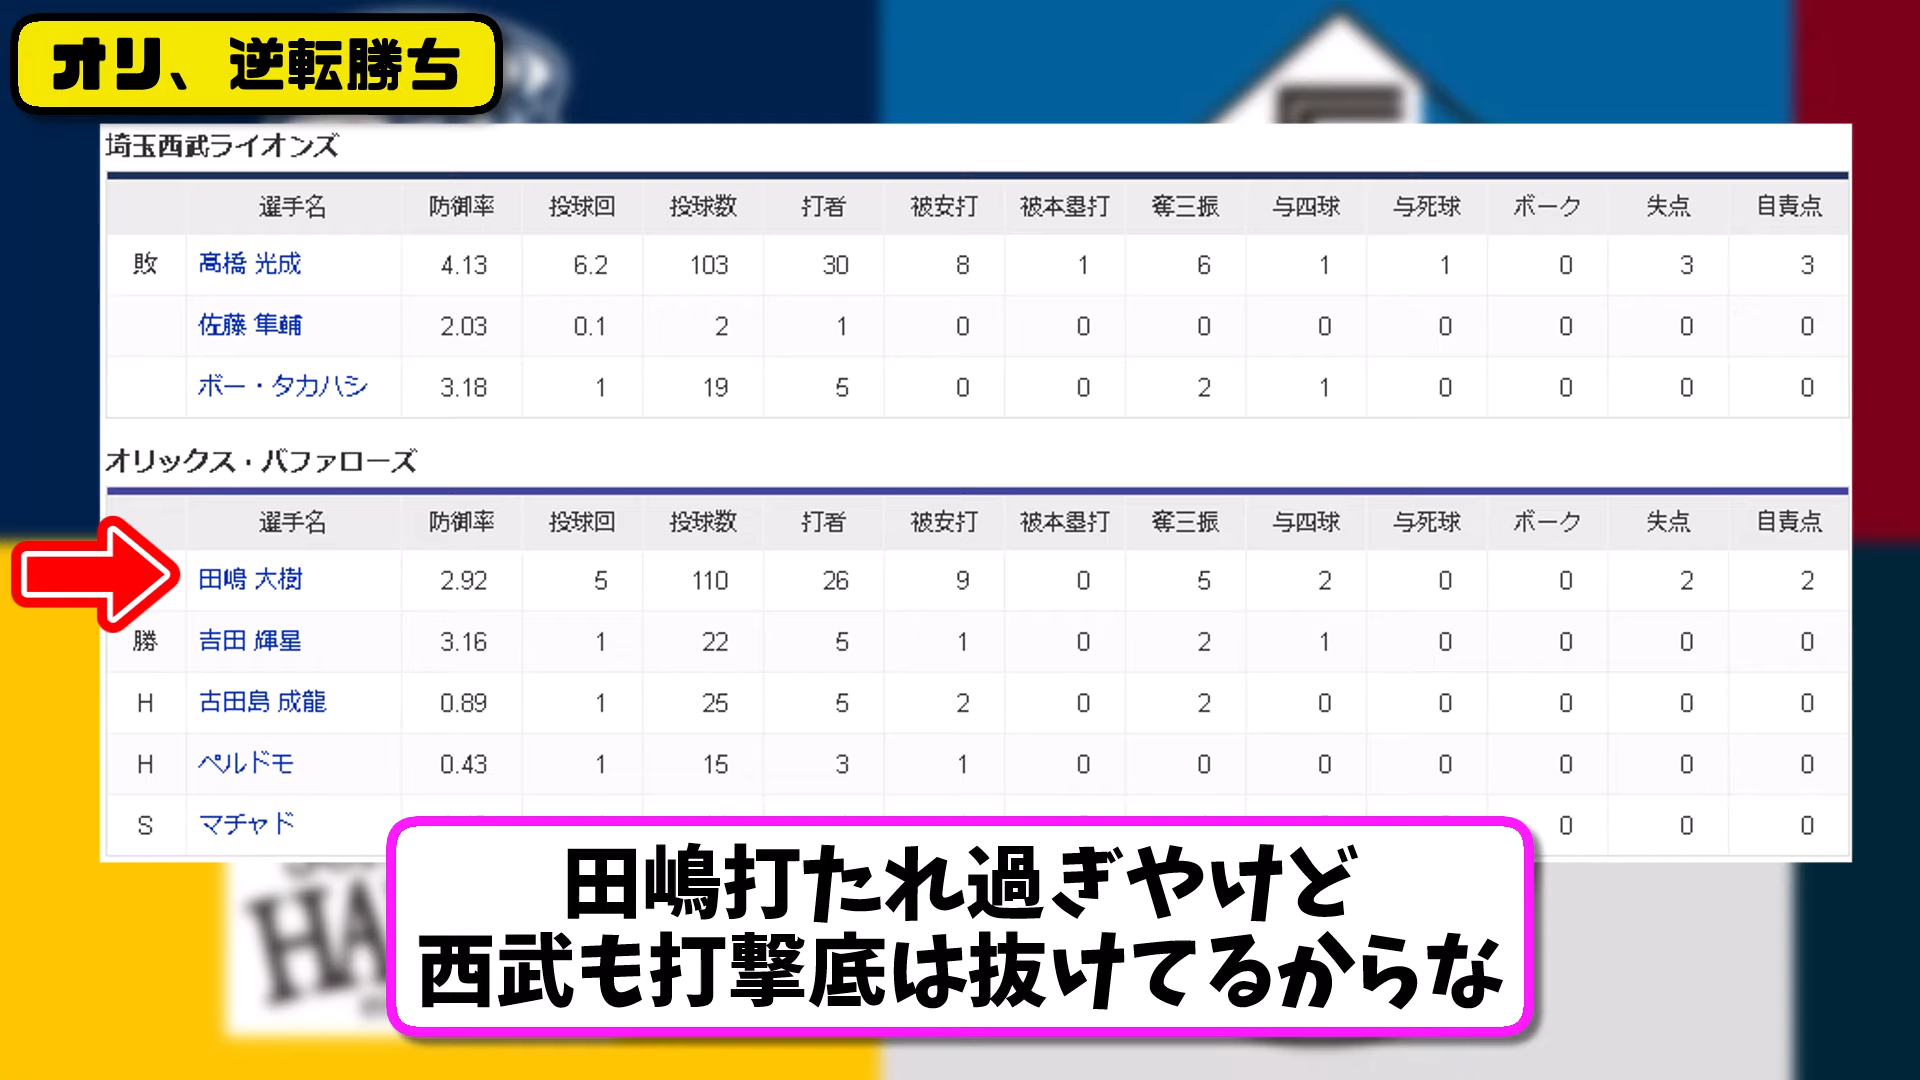 オリ、逆転勝ち
埼玉西武ライオンズ
選手名 防御率 投球回 投球数 打者 被安打 被本塁打 奪三振 与四球 与死球 ボーク 失点 自責点
敗 高橋 光成 4.13 6.2 103 30 8 1 6 1 1 0 3 3
佐藤 隼輔 2.03 0.1 2 1 0 0 0 0 0 0 0 0
ボー・タカハシ 3.18 1 19 5 0 0 2 1 0 0 0 0
オリックス・バファローズ
選手名 防御率 投球回 投球数 打者 被安打 被本塁打 奪三振 与四球 与死球 ボーク 失点 自責点
田嶋 大樹 2.92 5 110 26 9 0 5 2 0 0 2 2
勝 吉田 輝星 3.16 1 22 5 1 0 2 1 0 0 0 0
H 古田島 成龍 0.89 1 25 5 2 0 2 0 0 0 0 0
H ペルドモ 0.43 1 15 3 1 0 0 0 0 0 0 0
S マチャド 0 0 0
HA
田嶋打たれ過ぎやけど
西武も打撃底は抜けてるからな